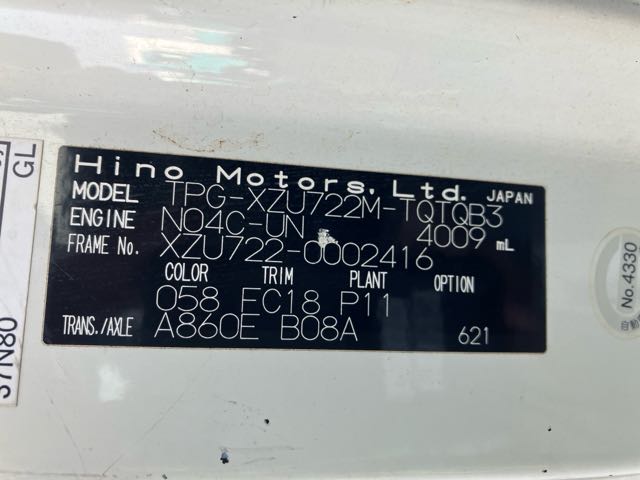 Hino Motors, Ltd. JAPAN
MODEL TPG-XZU722M-TQTQB3
ENGINE N04C-UN 4009 mL
FRAME No. XZU722-0002416
COLOR TRIM PLANT OPTION
058 FC18 P11
TRANS./AXLE A860E B08A 621
GL
37N80
No.4330